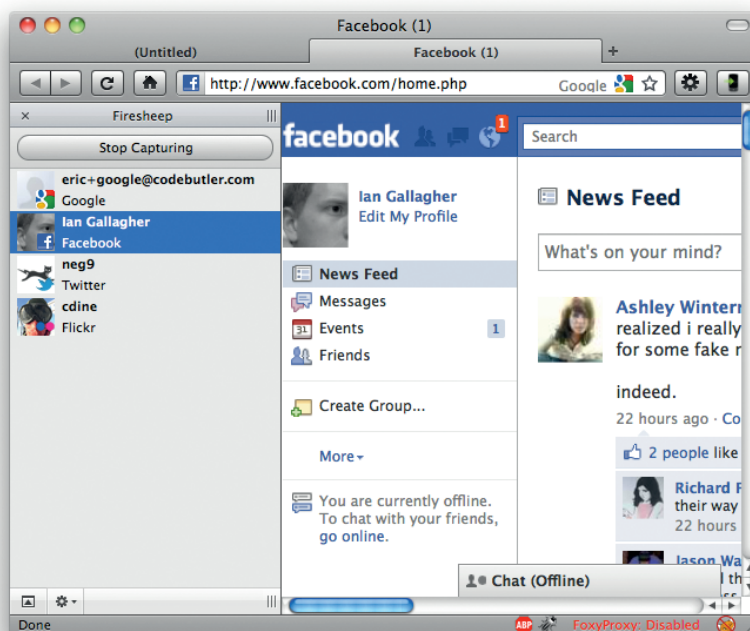 Facebook (1)
(Untitled)
Facebook (1)
+
http://www.facebook.com/home.php
Google
× Firesheep
Stop Capturing
eric+google@codebutler.com
Google
Ian Gallagher
Facebook
neg9
Twitter
cdine
Flickr
facebook
1
Search
Ian Gallagher
Edit My Profile
News Feed
Messages
31 Events 1
Friends
Create Group...
More
You are currently offline.
To chat with your friends,
go online.
News Feed
What's on your mind?
Ashley
realized i really
for some fake
indeed.
22 hours ago ·
2 people like
Richard
their way
22 hours
Jason
Chat (Offline)
Done
ABP
FoxyProxy: Disabled